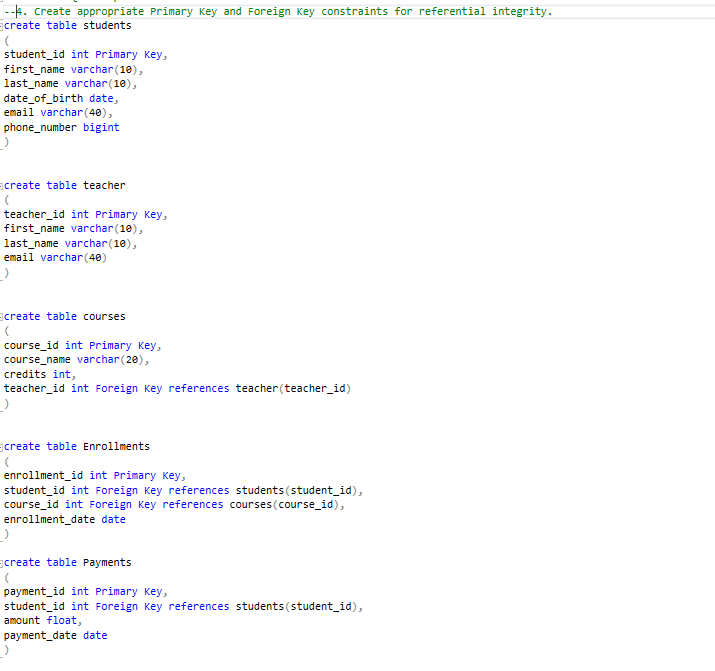 --4. Create appropriate Primary Key and Foreign Key constraints for referential integrity.
create table students
(
student_id int Primary Key,
first_name varchar(10),
last_name varchar(10),
date_of_birth date,
email varchar(40),
phone_number bigint
)
create table teacher
(
teacher_id int Primary Key,
first_name varchar(10),
last_name varchar(10),
email varchar(40)
)
create table courses
(
course_id int Primary Key,
course_name varchar(20),
credits int,
teacher_id int Foreign Key references teacher(teacher_id)
)
create table Enrollments
(
enrollment_id int Primary Key,
student_id int Foreign Key references students(student_id),
course_id int Foreign Key references courses(course_id),
enrollment_date date
)
create table Payments
(
payment_id int Primary Key,
student_id int Foreign Key references students(student_id),
amount float,
payment_date date
)